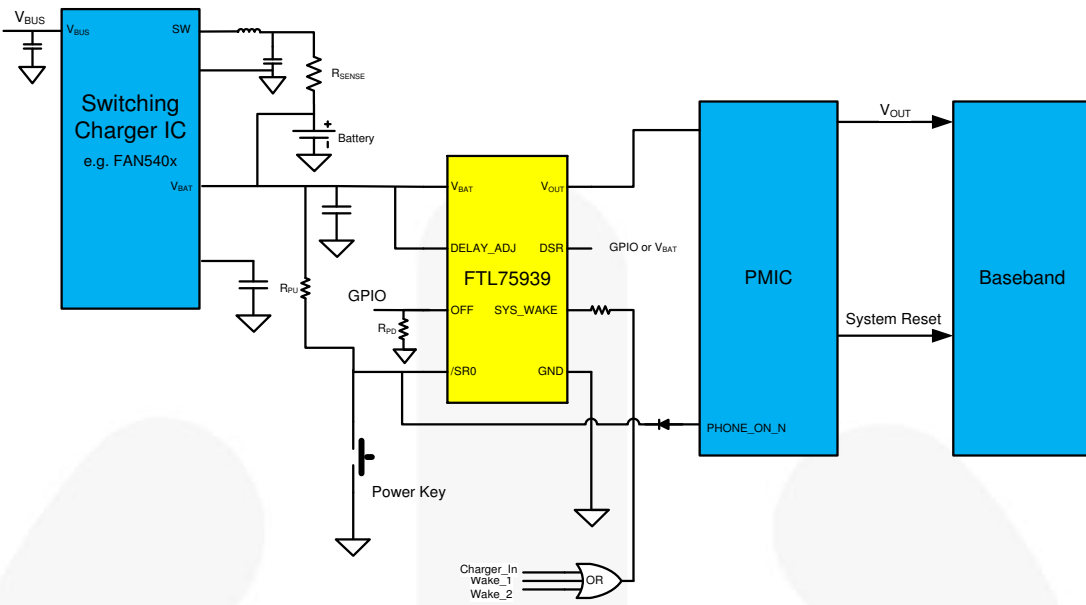 VBUS
VBUS
SW
RSENSE
Switching
Charger IC
e.g. FAN540x
+
-
Battery
VBAT
VBAT
VOUT
DELAY_ADJ
DSR
GPIO or VBAT
FTL75939
RPU
GPIO
OFF
SYS_WAKE
RPD
/SR0
GND
PMIC
VOUT
Baseband
System Reset
PHONE_ON_N
Power Key
Charger_In
Wake_1
Wake_2
OR